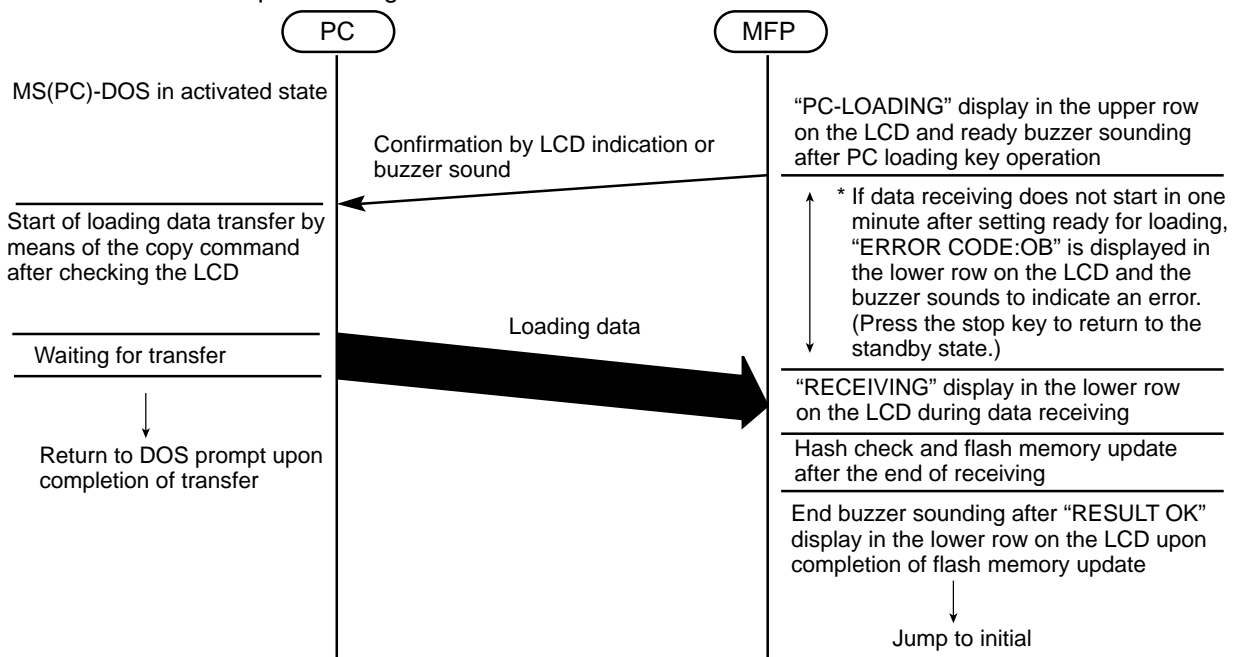 PC
MFP
MS(PC)-DOS in activated state
“PC-LOADING” display in the upper row
on the LCD and ready buzzer sounding
after PC loading key operation
Confirmation by LCD indication or
buzzer sound
* If data receiving does not start in one
minute after setting ready for loading,
“ERROR CODE:OB” is displayed in
the lower row on the LCD and the
buzzer sounds to indicate an error.
(Press the stop key to return to the
standby state.)
Start of loading data transfer by
means of the copy command
after checking the LCD
Loading data
Waiting for transfer
“RECEIVING” display in the lower row
on the LCD during data receiving
Return to DOS prompt upon
completion of transfer
Hash check and flash memory update
after the end of receiving
End buzzer sounding after “RESULT OK”
display in the lower row on the LCD upon
completion of flash memory update
Jump to initial